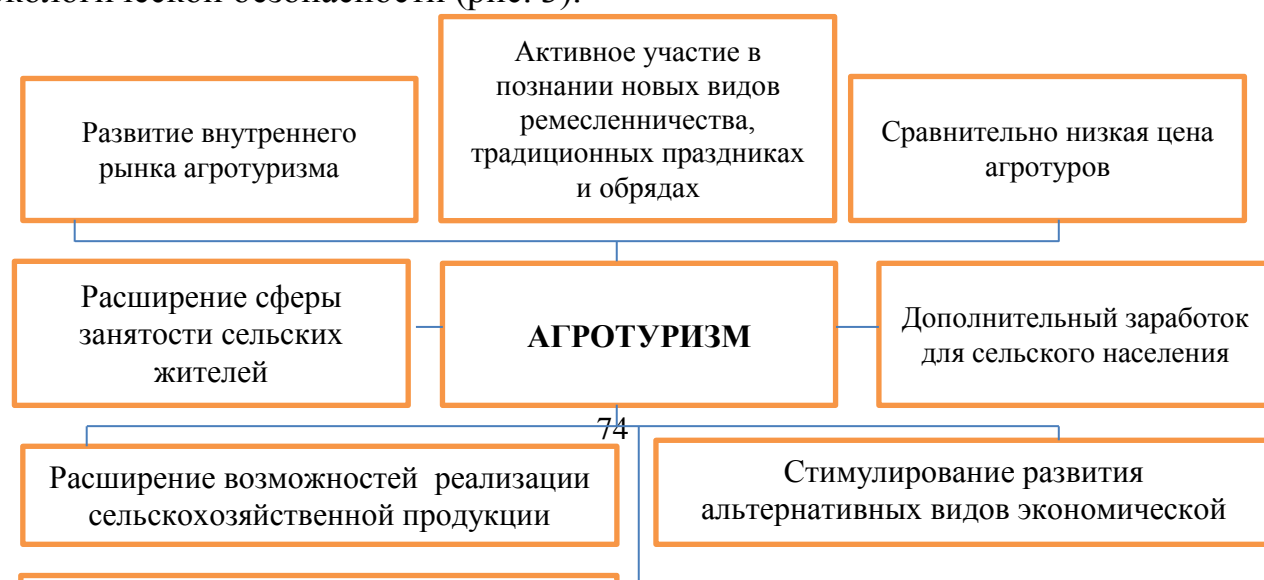 экологической безопасности (рис. 3).
Активное участие в
познании новых видов
ремесленничества,
традиционных праздниках
и обрядах
Развитие внутреннего
рынка агротуризма
Сравнительно низкая цена
агротуров
Расширение сферы
занятости сельских
жителей
АГРОТУРИЗМ
Дополнительный заработок
для сельского населения
74
Расширение возможностей реализации
сельскохозяйственной продукции
Стимулирование развития
альтернативных видов экономической